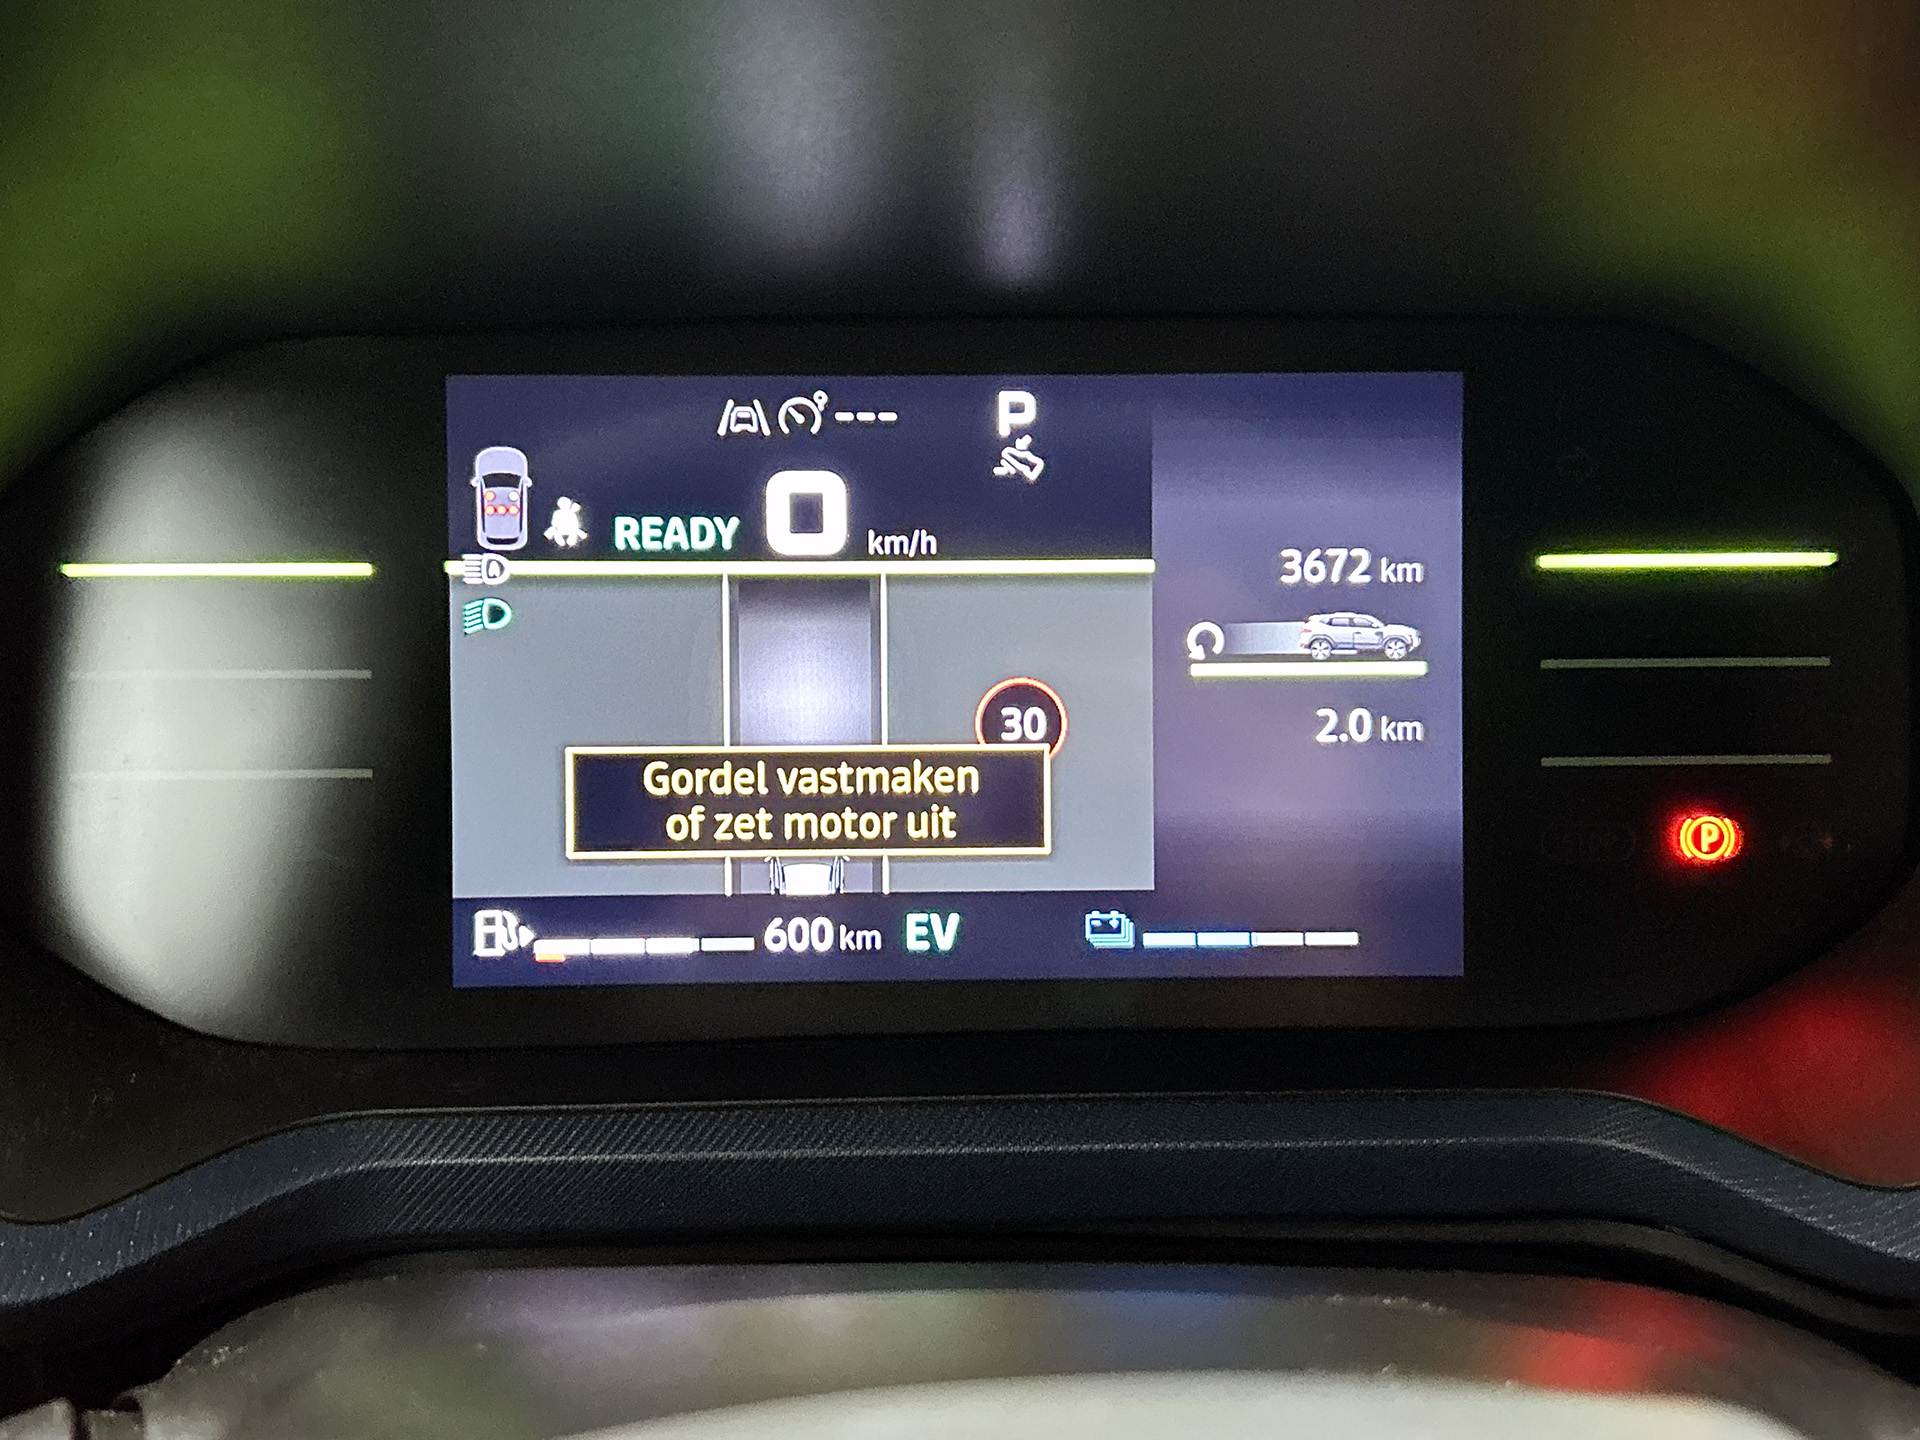 ---
P
READY 0 km/h
3672 km
2.0 km
30
Gordel vastmaken
of zet motor uit
600 km EV
P